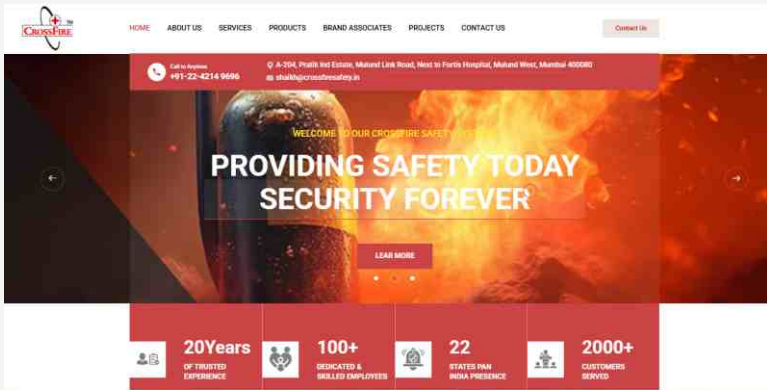 CROSSFIRE
HOME ABOUT US SERVICES PRODUCTS BRAND ASSOCIATES PROJECTS CONTACT US Contact Us
Call to Anytime
+91-22-4214 9696
A-204, Pratik Ind Estate, Mulund Link Road, Next to Fortis Hospital, Mulund West, Mumbai 400080
shaikh@crossfiresafety.in
WELCOME TO OUR CROSSFIRE SAFETY
PROVIDING SAFETY TODAY
SECURITY FOREVER
LEAR MORE
20Years
OF TRUSTED
EXPERIENCE
100+
DEDICATED &
SKILLED EMPLOYEES
22
STATES PAN
INDIA PRESENCE
2000+
CUSTOMERS
SERVED